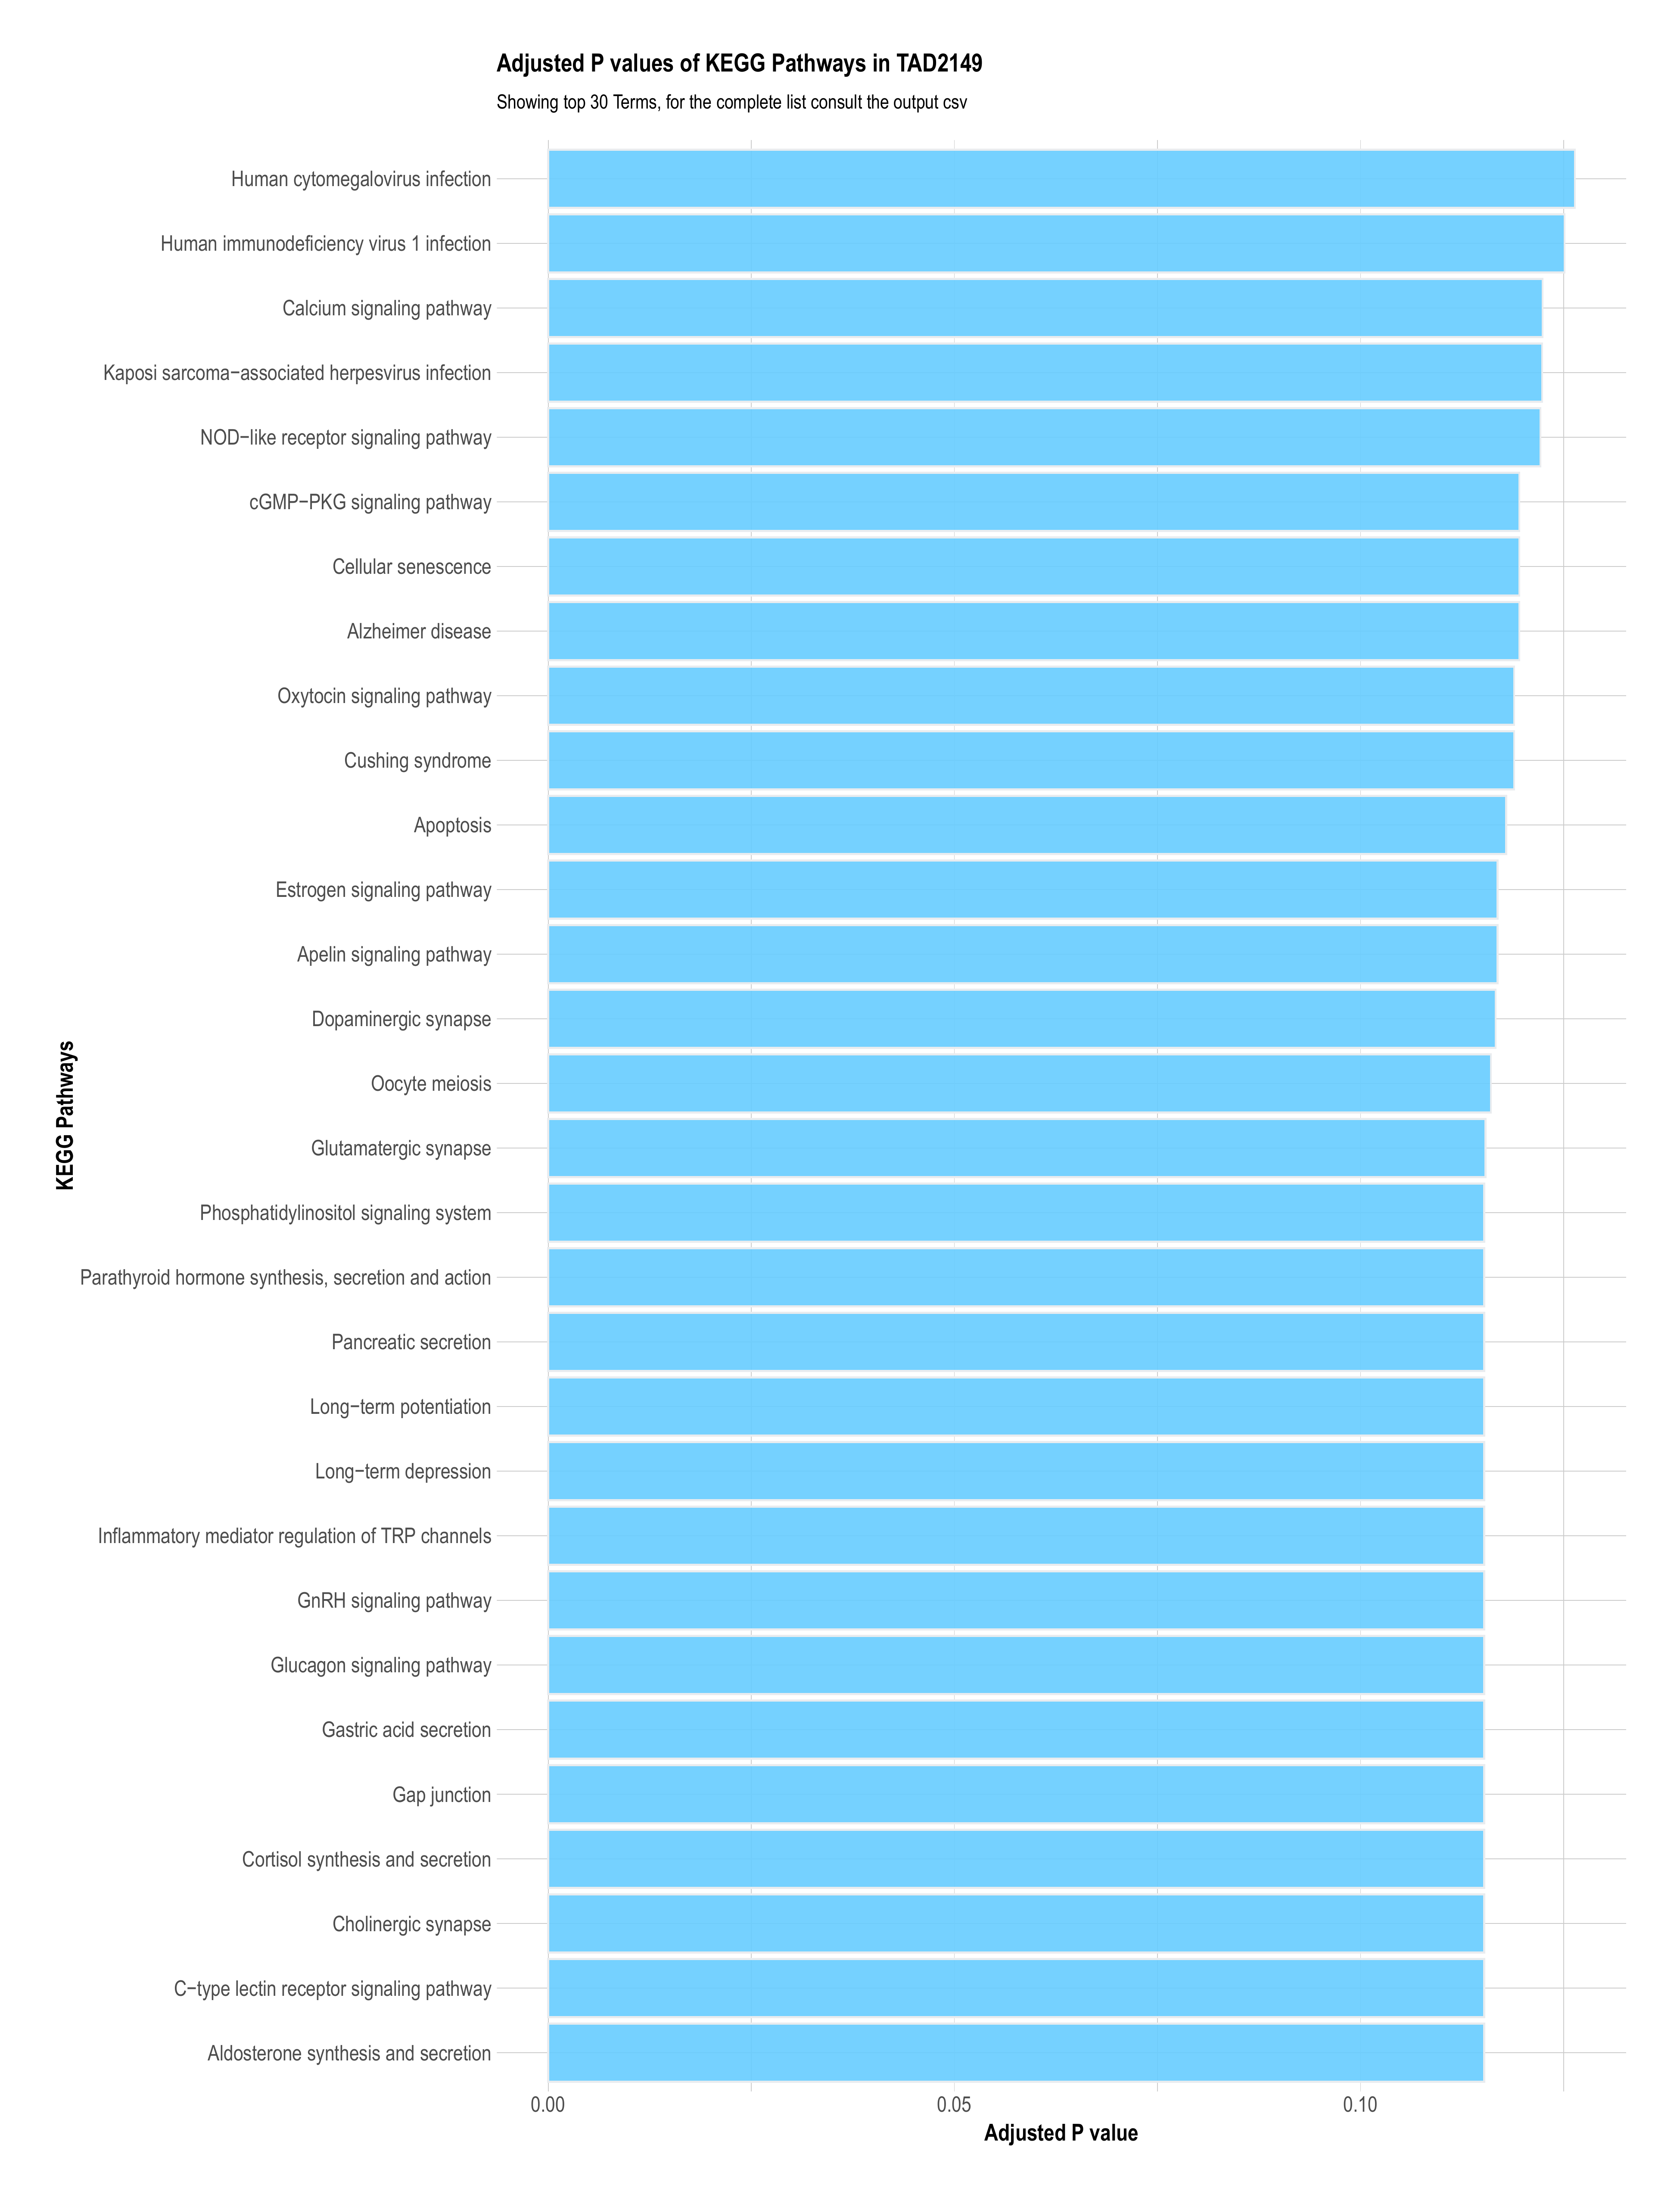 Adjusted P values of KEGG Pathways in TAD2149
Showing top 30 Terms, for the complete list consult the output csv
Human cytomegalovirus infection
Human immunodeficiency virus 1 infection
Calcium signaling pathway
Kaposi sarcoma−associated herpesvirus infection
NOD−like receptor signaling pathway
cGMP−PKG signaling pathway
Cellular senescence
Alzheimer disease
Oxytocin signaling pathway
Cushing syndrome
Apoptosis
Estrogen signaling pathway
Apelin signaling pathway
Dopaminergic synapse
Oocyte meiosis
Glutamatergic synapse
Phosphatidylinositol signaling system
Parathyroid hormone synthesis, secretion and action
Pancreatic secretion
Long−term potentiation
Long−term depression
Inflammatory mediator regulation of TRP channels
GnRH signaling pathway
Glucagon signaling pathway
Gastric acid secretion
Gap junction
Cortisol synthesis and secretion
Cholinergic synapse
C−type lectin receptor signaling pathway
Aldosterone synthesis and secretion
KEGG Pathways
0.00 0.05 0.10
Adjusted P value